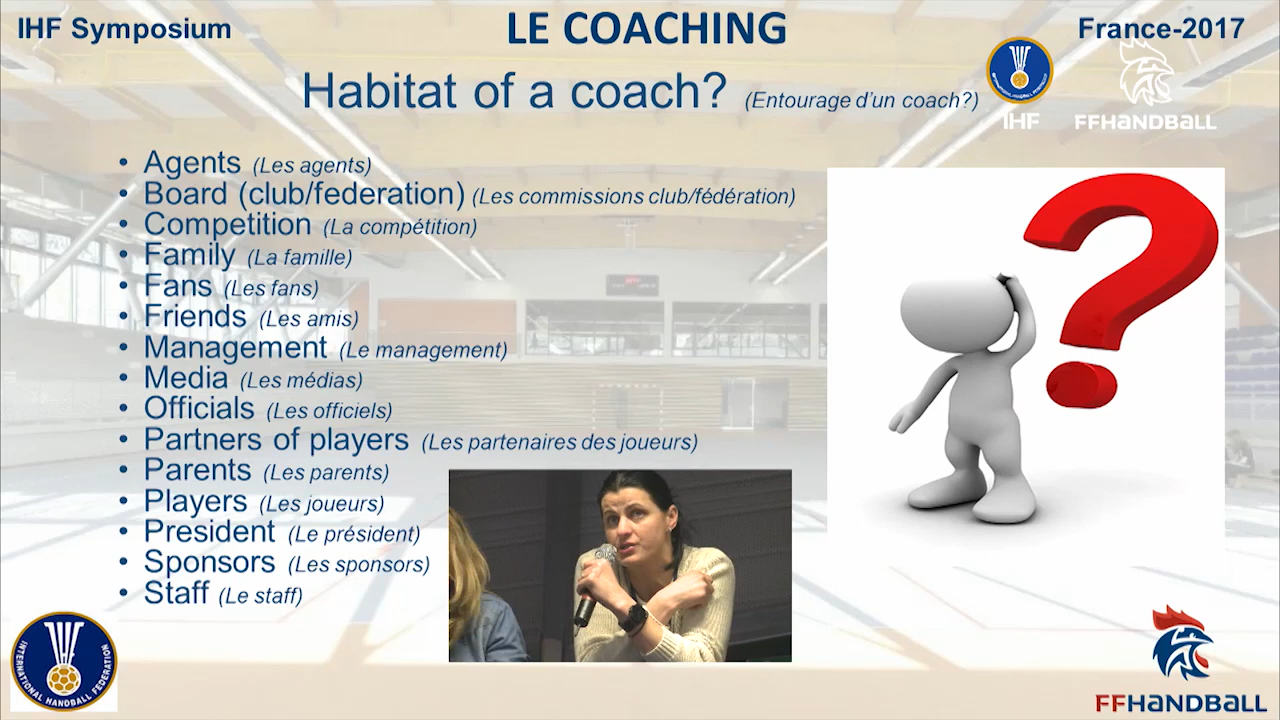 IHF Symposium
LE COACHING
France-2017
Habitat of a coach? (Entourage d'un coach?)
IHF
FFHANDBALL
• Agents (Les agents)
• Board (club/federation) (Les commissions club/fédération)
• Competition (La compétition)
• Family (La famille)
• Fans (Les fans)
• Friends (Les amis)
• Management (Le management)
• Media (Les médias)
• Officials (Les officiels)
• Partners of players (Les partenaires des joueurs)
• Parents (Les parents)
• Players (Les joueurs)
• President (Le président)
• Sponsors (Les sponsors)
• Staff (Le staff)
INTERNATIONAL HANDBALL FEDERATION
FFHANDBALL